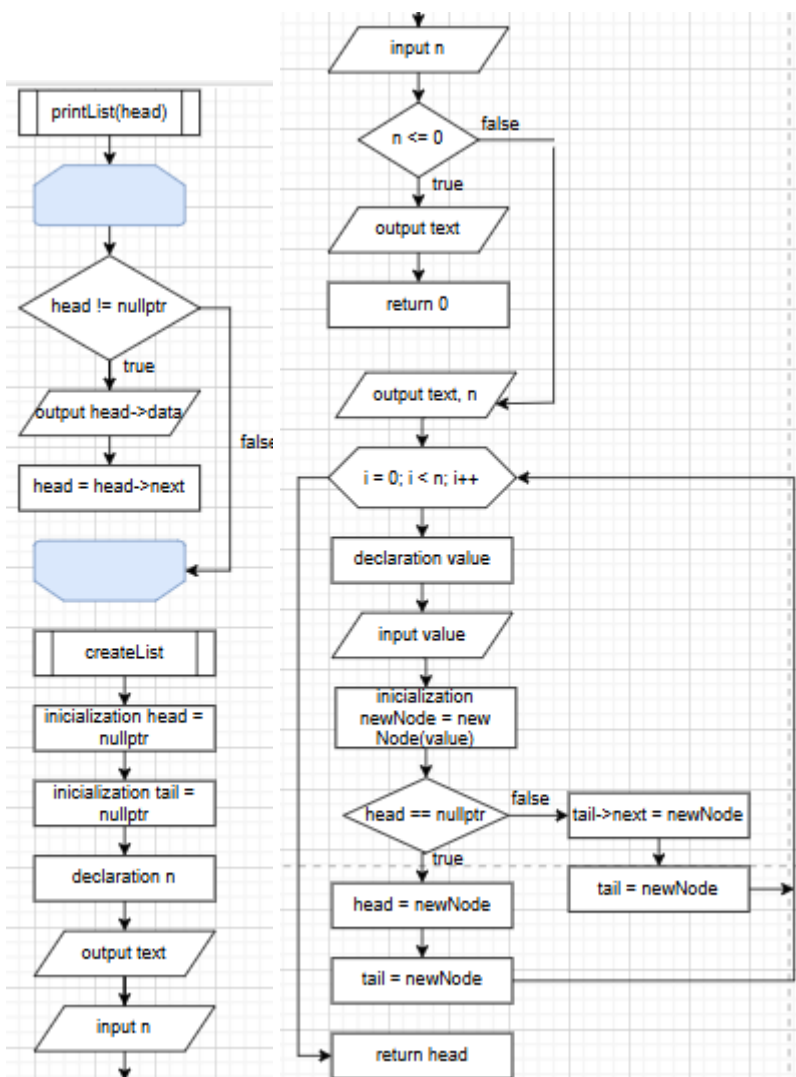 printList(head)
head != nullptr
true
output head->data
false
head = head->next
createList
inicialization head =
nullptr
inicialization tail =
nullptr
declaration n
output text
input n
input n
n <= 0
false
true
output text
return 0
output text, n
i = 0; i < n; i++
declaration value
input value
inicialization
newNode = new
Node(value)
head == nullptr
false
tail->next = newNode
true
tail = newNode
head = newNode
tail = newNode
return head